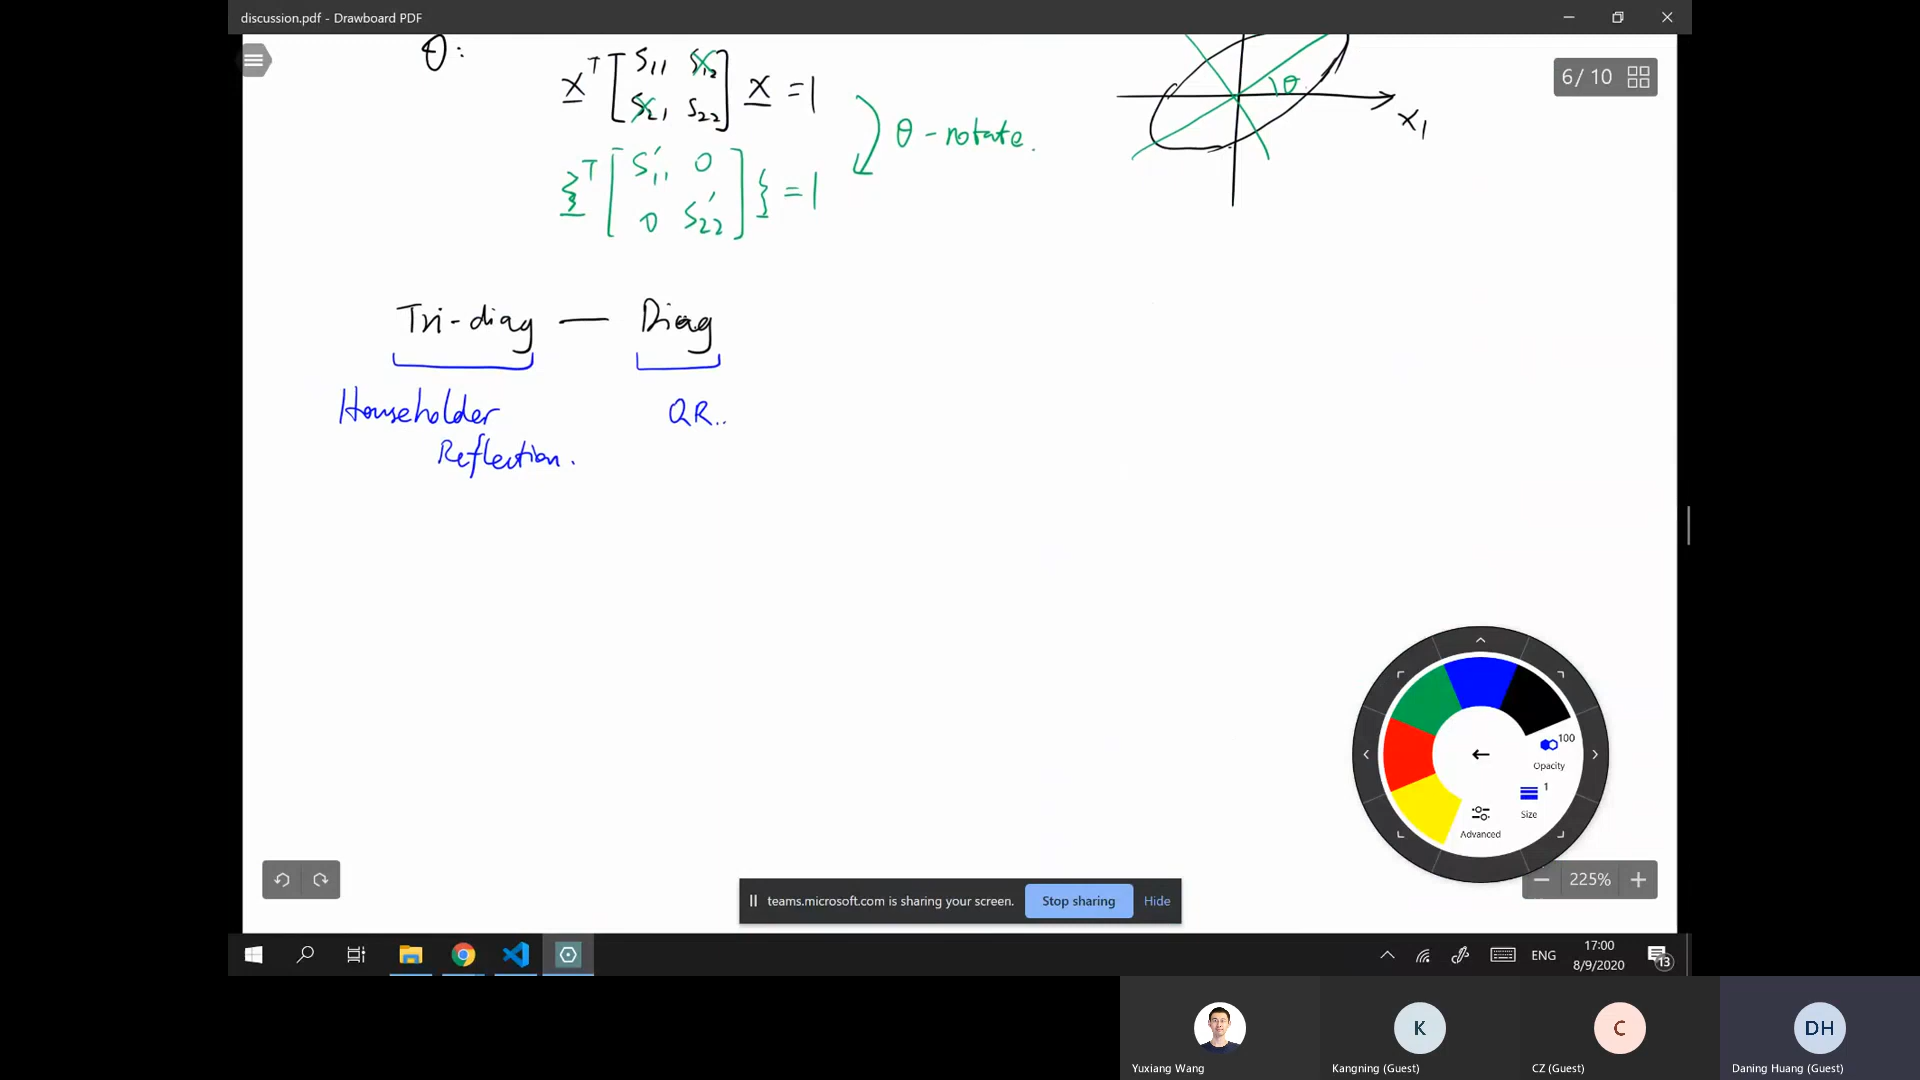 discussion.pdf - Drawboard PDF
6 / 10
θ:
x^T [ S11 S12 S21 S22 ] x = 1
θ - rotate.
ξ^T [ S'11 0 0 S'22 ] ξ = 1
θ
x1
Tri-diag — Diag
Householder
Reflection.
QR..
100
Opacity
1
Size
Advanced
225%
teams.microsoft.com is sharing your screen.
Stop sharing
Hide
ENG
17:00
8/9/2020
13
K
C
DH
Yuxiang Wang
Kangning (Guest)
CZ (Guest)
Daning Huang (Guest)